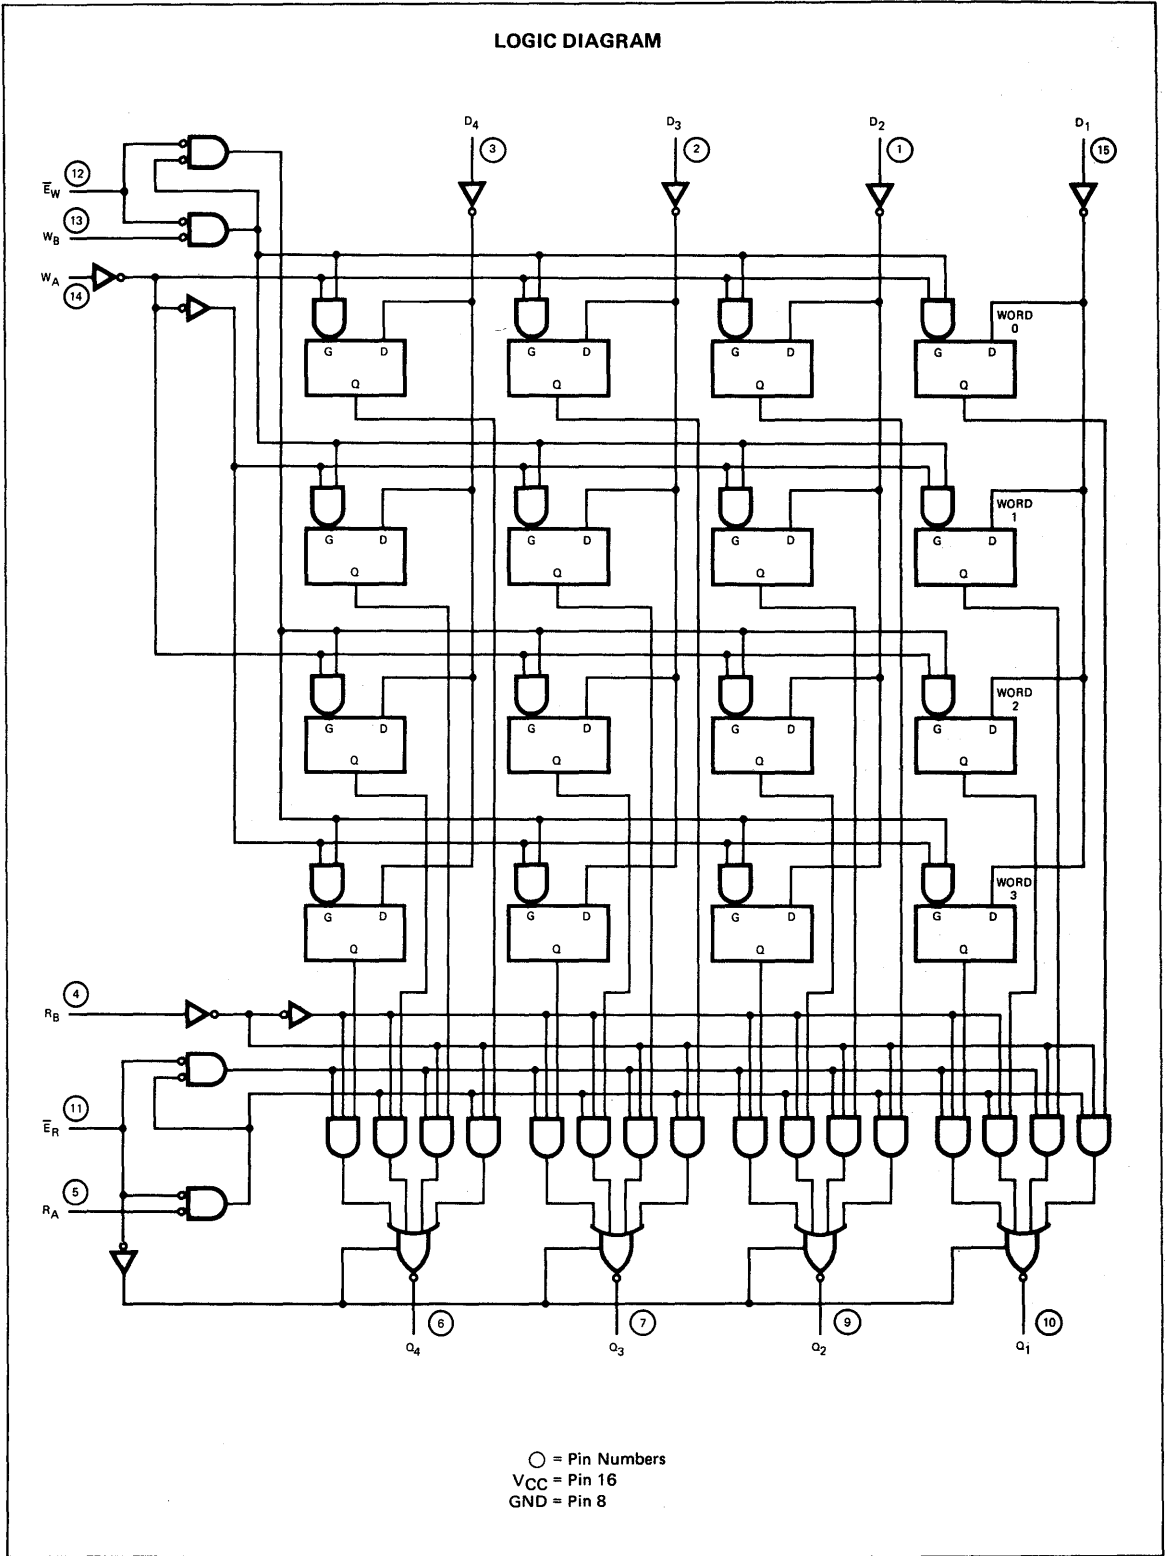 LOGIC DIAGRAM
D4 D3 D2 D1
3 2 1 15
12
ĒW
13
WB
WA
14
WORD 0
G D G D G D G D
Q Q Q Q
WORD 1
G D G D G D G D
Q Q Q Q
WORD 2
G D G D G D G D
Q Q Q Q
WORD 3
G D G D G D G D
Q Q Q Q
4
RB
11
ĒR
5
RA
6 7 9 10
Q4 Q3 Q2 Q1
○ = Pin Numbers
VCC = Pin 16
GND = Pin 8